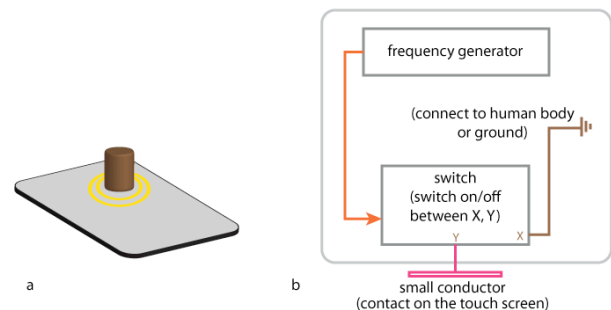 a
b
frequency generator
(connect to human body
or ground)
switch
(switch on/off
between X, Y)
Y
X
small conductor
(contact on the touch screen)